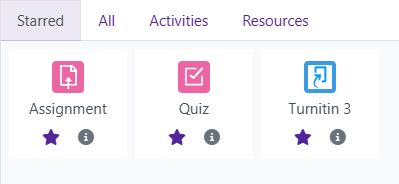 Starred All Activities Resources
Assignment Quiz Turnitin 3